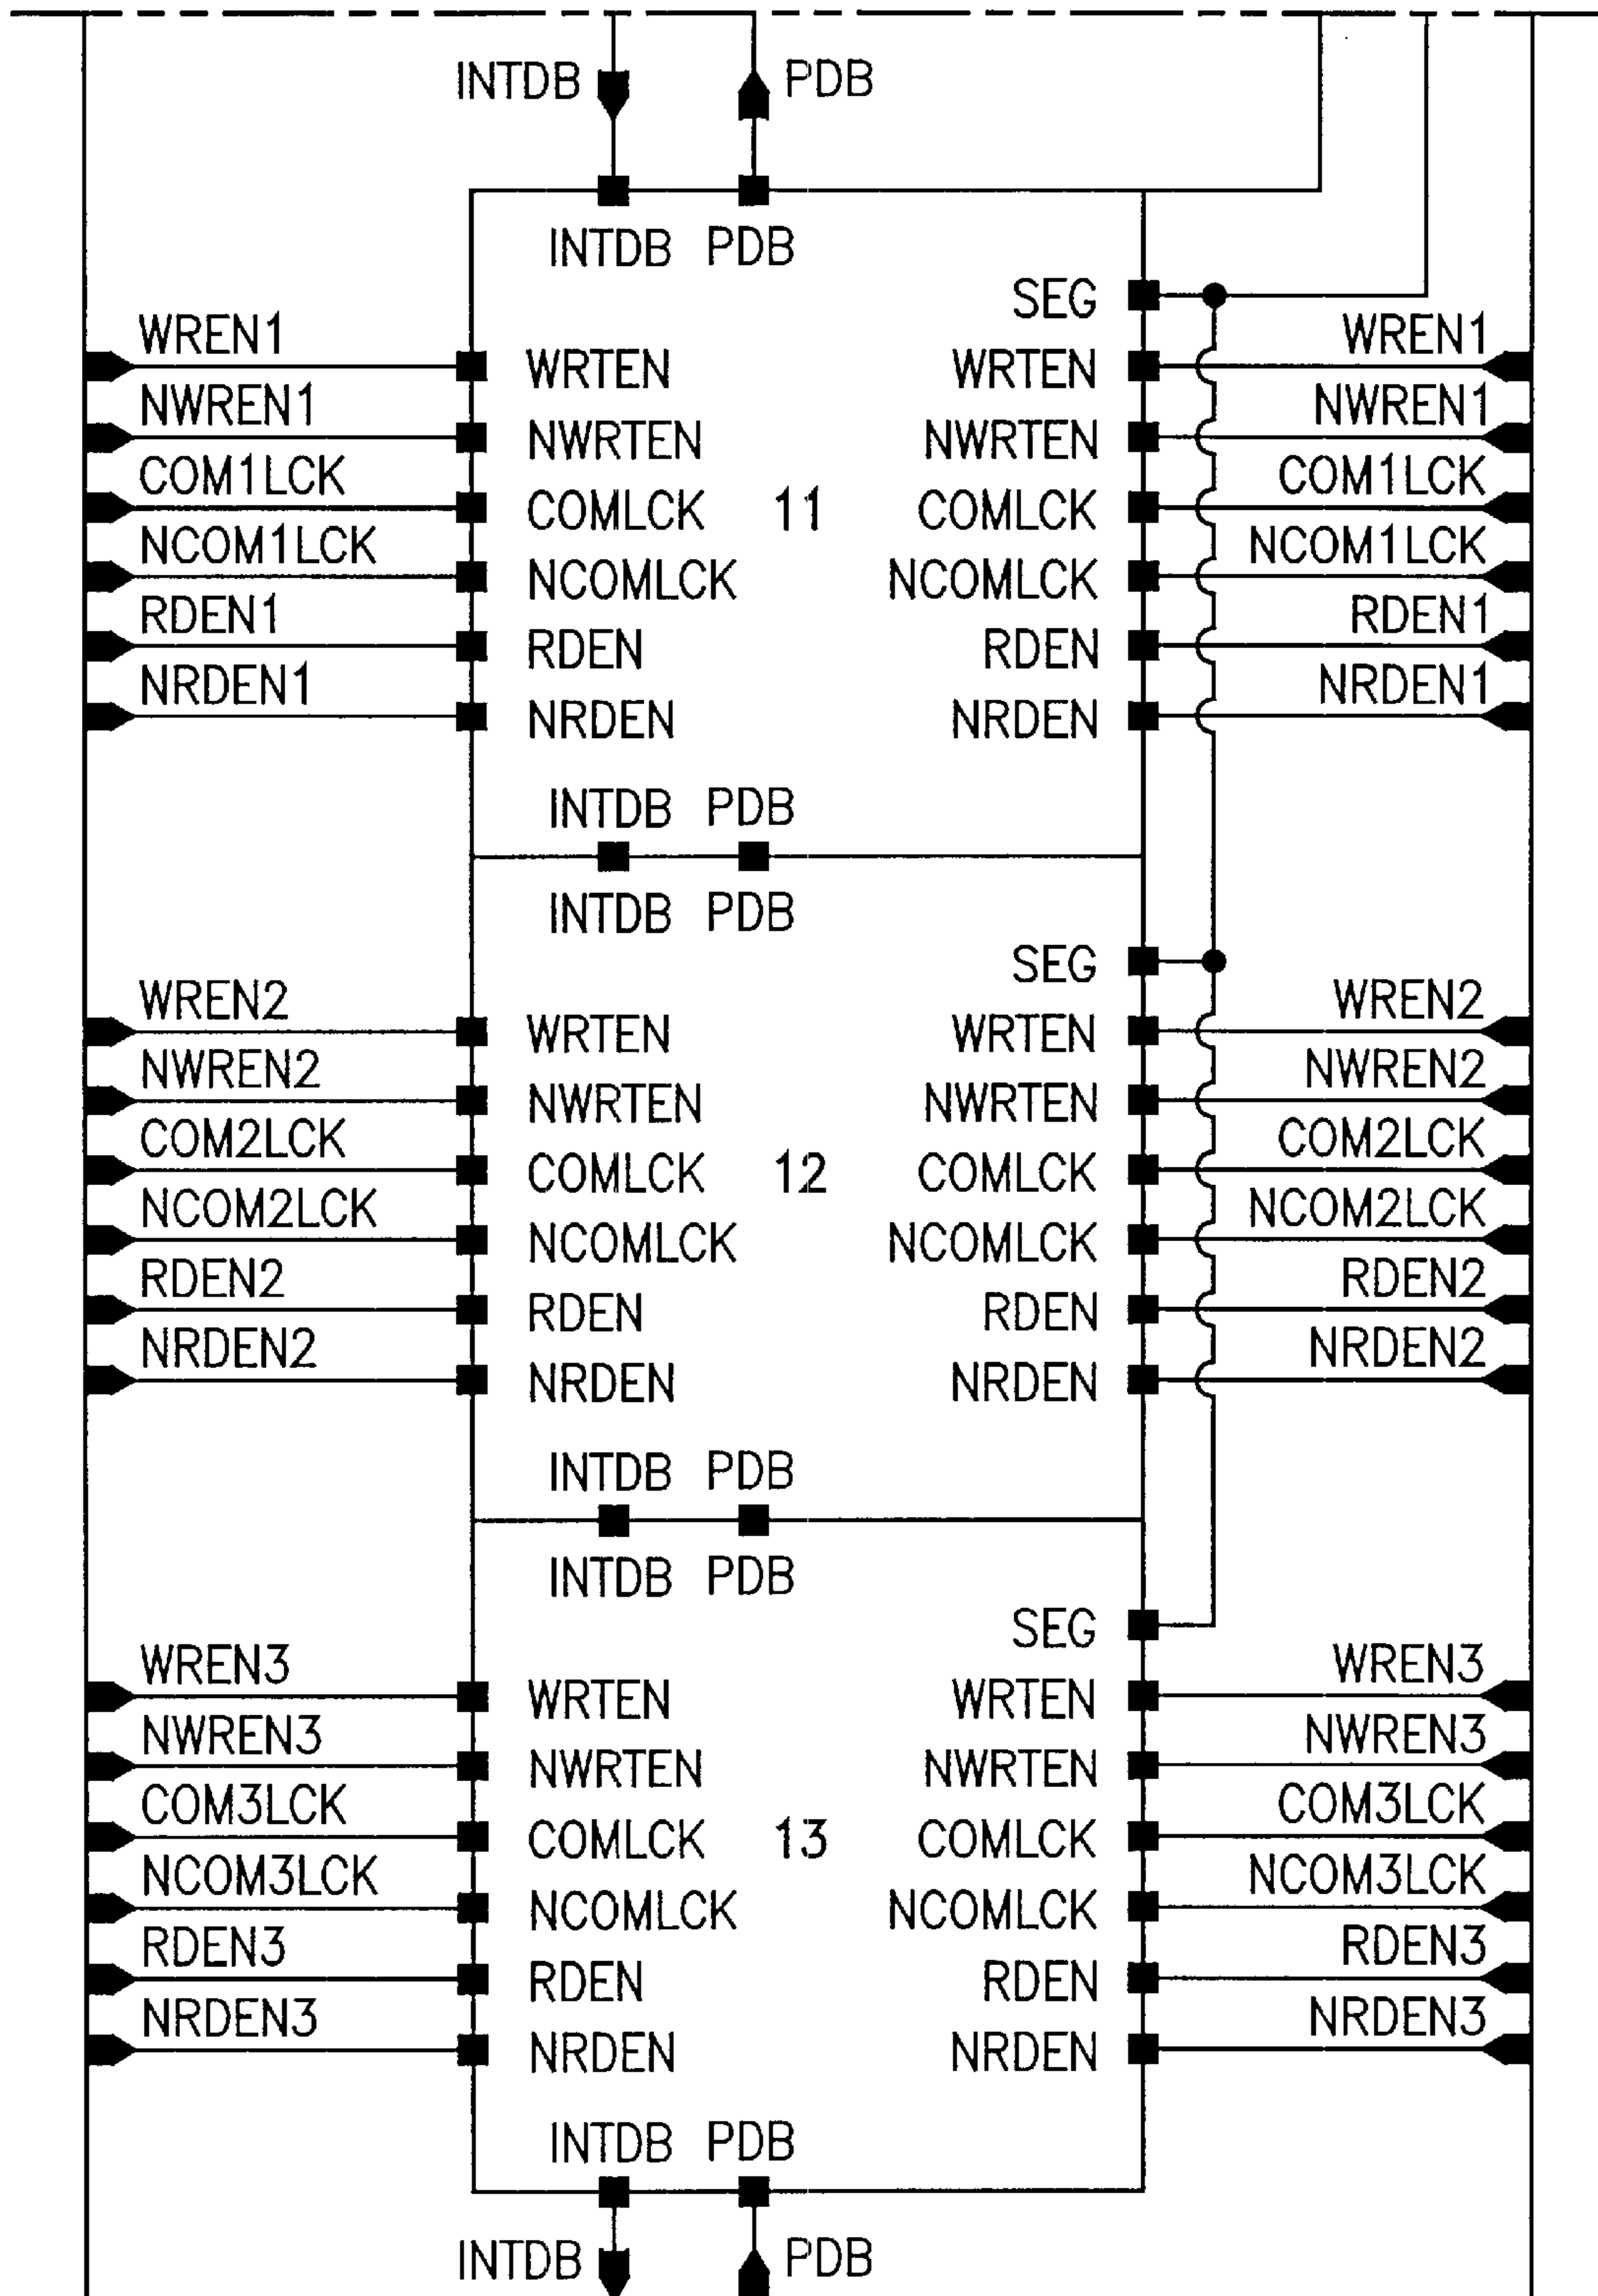 INTDB PDB
INTDB PDB
SEG
WREN1 WRTEN WRTEN WREN1
NWREN1 NWRTEN NWRTEN NWREN1
COM1LCK COMLCK 11 COMLCK COM1LCK
NCOM1LCK NCOMLCK NCOMLCK NCOM1LCK
RDEN1 RDEN RDEN RDEN1
NRDEN1 NRDEN NRDEN NRDEN1
INTDB PDB
INTDB PDB
SEG
WREN2 WRTEN WRTEN WREN2
NWREN2 NWRTEN NWRTEN NWREN2
COM2LCK COMLCK 12 COMLCK COM2LCK
NCOM2LCK NCOMLCK NCOMLCK NCOM2LCK
RDEN2 RDEN RDEN RDEN2
NRDEN2 NRDEN NRDEN NRDEN2
INTDB PDB
INTDB PDB
SEG
WREN3 WRTEN WRTEN WREN3
NWREN3 NWRTEN NWRTEN NWREN3
COM3LCK COMLCK 13 COMLCK COM3LCK
NCOM3LCK NCOMLCK NCOMLCK NCOM3LCK
RDEN3 RDEN RDEN RDEN3
NRDEN3 NRDEN NRDEN NRDEN3
INTDB PDB
INTDB PDB